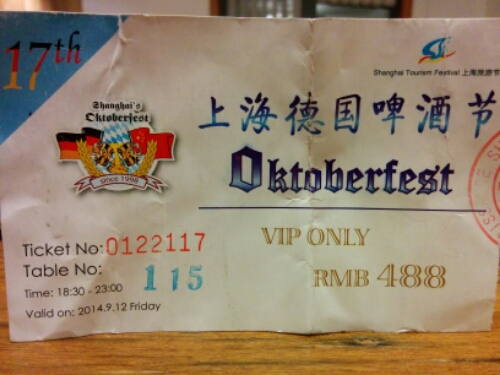 17th
Shanghai Tourism Festival 上海旅游节
Shanghai's
Oktoberfest
since 1998
上海德国啤酒节
Oktoberfest
VIP ONLY
RMB 488
Ticket No:0122117
Table No: 115
Time: 18:30 - 23:00
Valid on: 2014.9.12 Friday